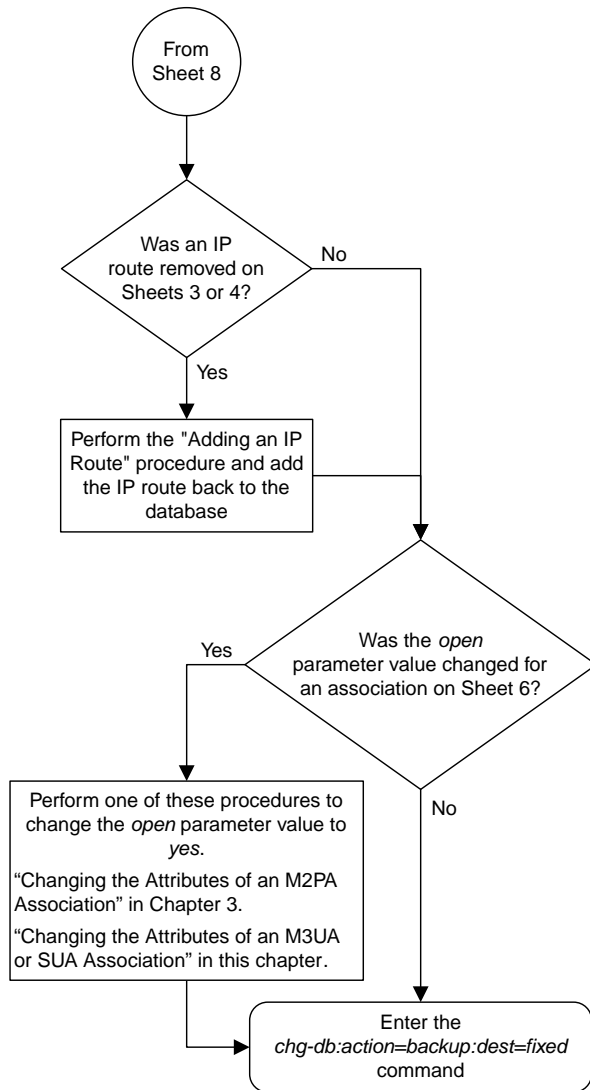 From
Sheet 8
Was an IP
route removed on
Sheets 3 or 4?
No
Yes
Perform the "Adding an IP
Route" procedure and add
the IP route back to the
database
Yes
Was the open
parameter value changed for
an association on Sheet 6?
No
Perform one of these procedures to
change the open parameter value to
yes.
“Changing the Attributes of an M2PA
Association” in Chapter 3.
“Changing the Attributes of an M3UA
or SUA Association” in this chapter.
Enter the
chg-db:action=backup:dest=fixed
command